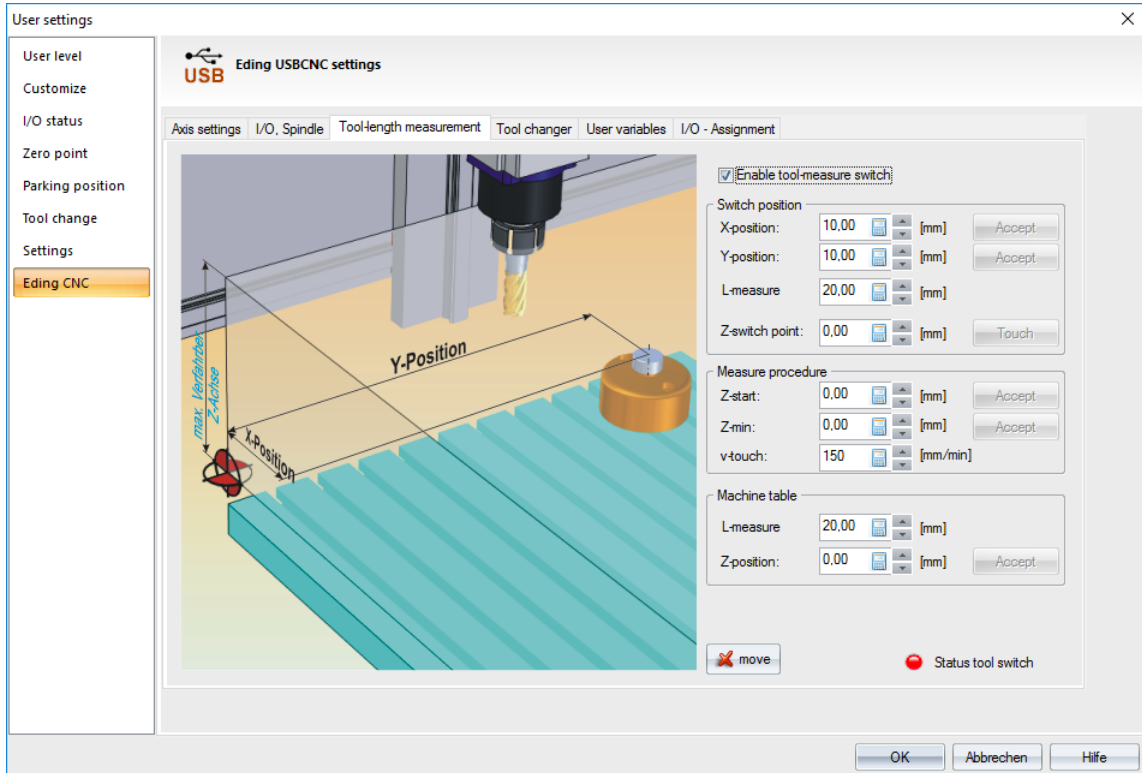 User settings
User level
Customize
I/O status
Zero point
Parking position
Tool change
Settings
Eding CNC
USB
Eding USBCNC settings
Axis settings
I/O, Spindle
Tool-length measurement
Tool changer
User variables
I/O - Assignment
max. Verfahrber.
Z-Achse
Y-Position
X-Position
Enable tool-measure switch
Switch position
X-position: 10,00 [mm] Accept
Y-position: 10,00 [mm] Accept
L-measure 20,00 [mm]
Z-switch point: 0,00 [mm] Touch
Measure procedure
Z-start: 0,00 [mm] Accept
Z-min: 0,00 [mm] Accept
v-touch: 150 [mm/min]
Machine table
L-measure 20,00 [mm]
Z-position: 0,00 [mm] Accept
move
Status tool switch
OK
Abbrechen
Hilfe